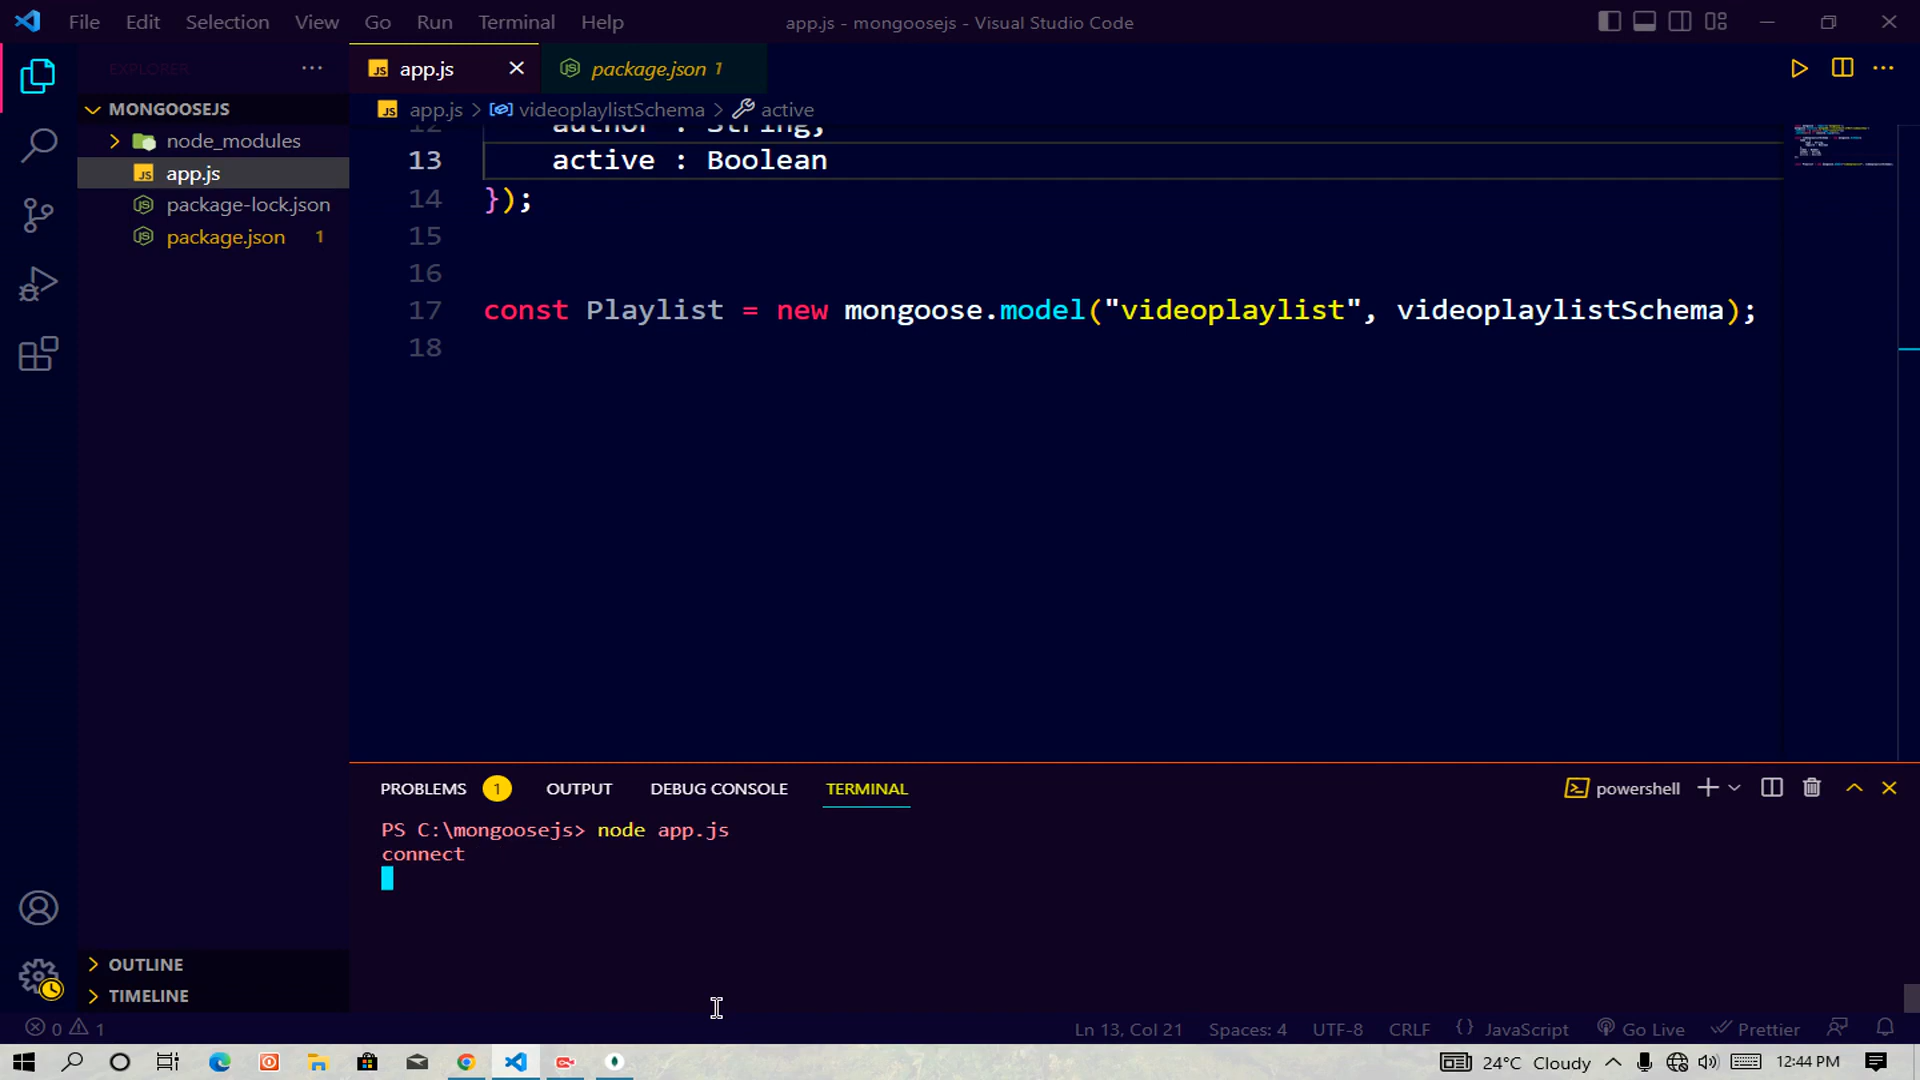 File Edit Selection View Go Run Terminal Help
app.js - mongoosejs - Visual Studio Code
EXPLORER
MONGOOSEJS
node_modules
app.js
package-lock.json
package.json 1
app.js
package.json 1
app.js > videoplaylistSchema > active
12 author : String,
13 active : Boolean
14 });
15
16
17 const Playlist = new mongoose.model("videoplaylist", videoplaylistSchema);
18
PROBLEMS 1 OUTPUT DEBUG CONSOLE TERMINAL
powershell
PS C:\mongoosejs> node app.js
connect
OUTLINE
TIMELINE
0 1
Ln 13, Col 21 Spaces: 4 UTF-8 CRLF {} JavaScript Go Live Prettier
24°C Cloudy 12:44 PM